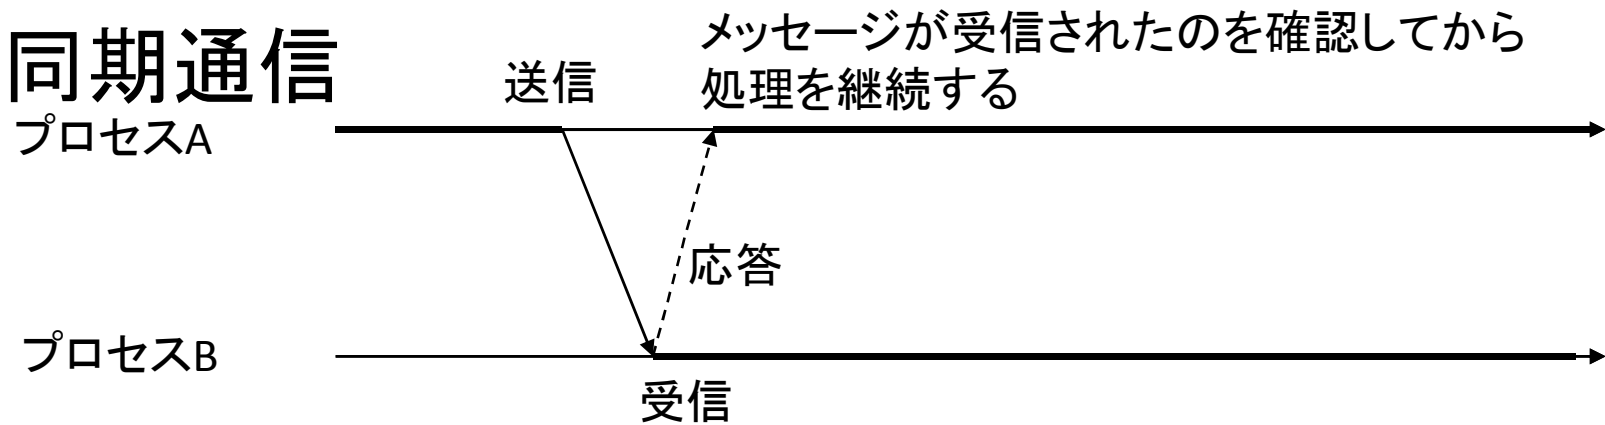 同期通信
送信
メッセージが受信されたのを確認してから
処理を継続する
プロセスA
応答
プロセスB
受信